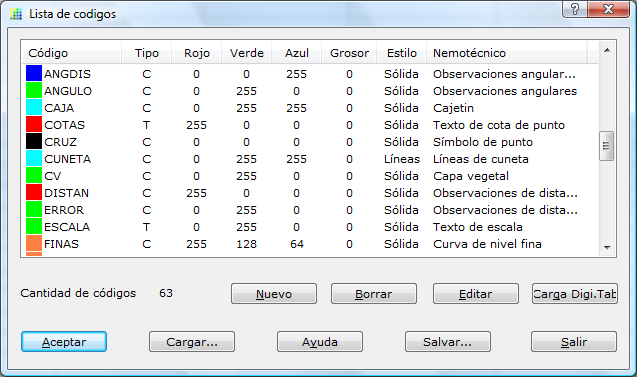 Lista de codigos
Código Tipo Rojo Verde Azul Grosor Estilo Nemotécnico
ANGDIS C 0 0 255 0 Sólida Observaciones angular...
ANGULO C 0 255 0 0 Sólida Observaciones angulares
CAJA C 0 255 255 0 Sólida Cajetin
COTAS T 255 0 0 0 Sólida Texto de cota de punto
CRUZ C 0 0 0 0 Sólida Símbolo de punto
CUNETA C 0 255 255 0 Líneas Líneas de cuneta
CV C 0 255 0 0 Sólida Capa vegetal
DISTAN C 255 0 0 0 Sólida Observaciones de dista...
ERROR C 0 255 0 0 Sólida Observaciones de dista...
ESCALA T 0 255 0 0 Sólida Texto de escala
FINAS C 255 128 64 0 Sólida Curva de nivel fina
Cantidad de códigos 63 Nuevo Borrar Editar Carga Digi.Tab
Aceptar Cargar... Ayuda Salvar... Salir